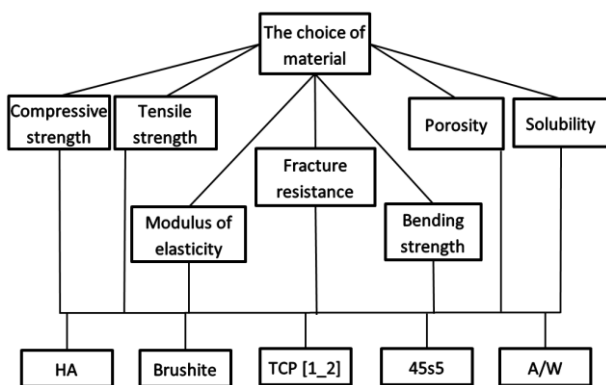 The choice of
material
Compressive
strength
Tensile
strength
Porosity
Solubility
Fracture
resistance
Modulus of
elasticity
Bending
strength
HA
Brushite
TCP [1_2]
45s5
A/W